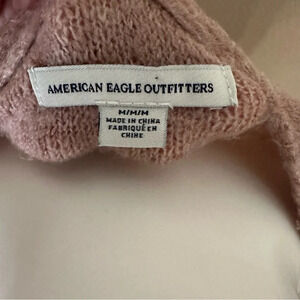 AMERICAN EAGLE OUTFITTERS
M/M/M
MADE IN CHINA
FABRIQUÉ EN
CHINE